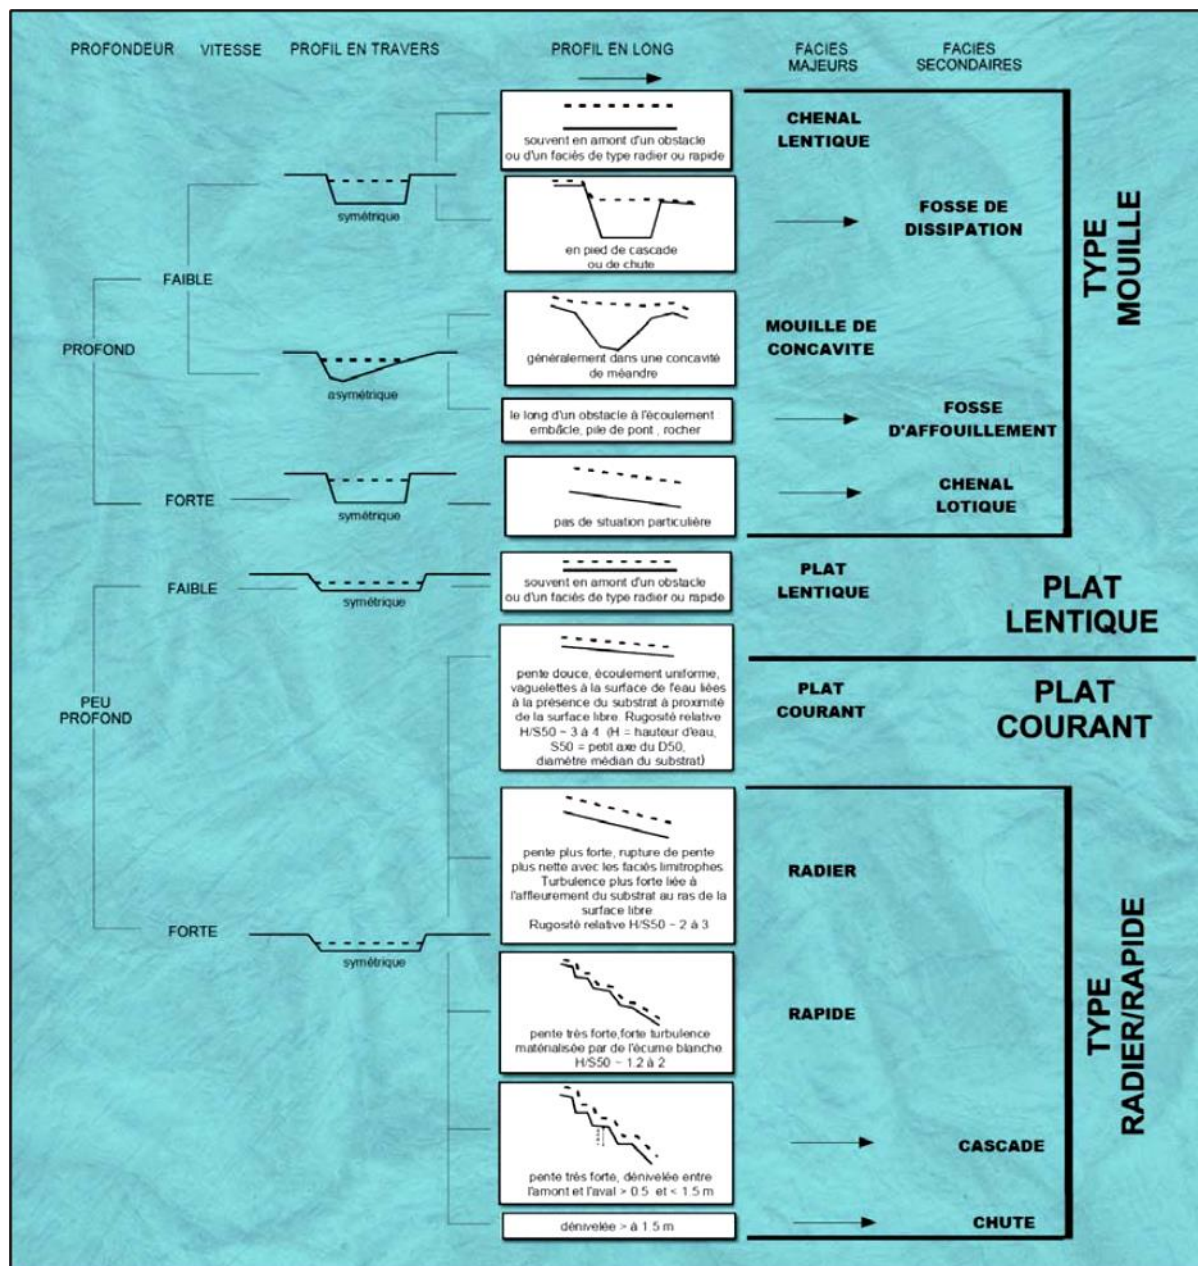 PROFONDEUR VITESSE PROFIL EN TRAVERS PROFIL EN LONG FACIES MAJEURS FACIES SECONDAIRES
souvent en amont d'un obstacle
ou d'un faciès de type radier ou rapide
CHENAL
LENTIQUE
symétrique
en pied de cascade
ou de chute
FOSSE DE
DISSIPATION
FAIBLE
PROFOND
généralement dans une concavité
de méandre
MOUILLE DE
CONCAVITE
asymétrique
le long d'un obstacle à l'écoulement :
embâcle, pile de pont , rocher
FOSSE
D'AFFOUILLEMENT
FORTE
symétrique
pas de situation particulière
CHENAL
LOTIQUE
TYPE
MOUILLE
FAIBLE
symétrique
souvent en amont d'un obstacle
ou d'un faciès de type radier ou rapide
PLAT
LENTIQUE
PLAT
LENTIQUE
PEU
PROFOND
pente douce, écoulement uniforme,
vaguelettes à la surface de l'eau liées
à la présence du substrat à proximité
de la surface libre. Rugosité relative
H/S50 ~ 3 à 4 (H = hauteur d'eau,
S50 = petit axe du D50,
diamètre médian du substrat)
PLAT
COURANT
PLAT
COURANT
pente plus forte, rupture de pente
plus nette avec les faciés limitrophes.
Turbulence plus forte liée à
l'affleurement du substrat au ras de la
surface libre
Rugosité relative H/S50 ~ 2 à 3
RADIER
FORTE
symétrique
pente très forte,forte turbulence
matérialisée par de l'écume blanche
H/S50 ~ 1.2 à 2
RAPIDE
pente très forte, dénivelée entre
l'amont et l'aval > 0.5 et < 1.5 m
CASCADE
dénivelée > à 1.5 m
CHUTE
TYPE
RADIER/RAPIDE